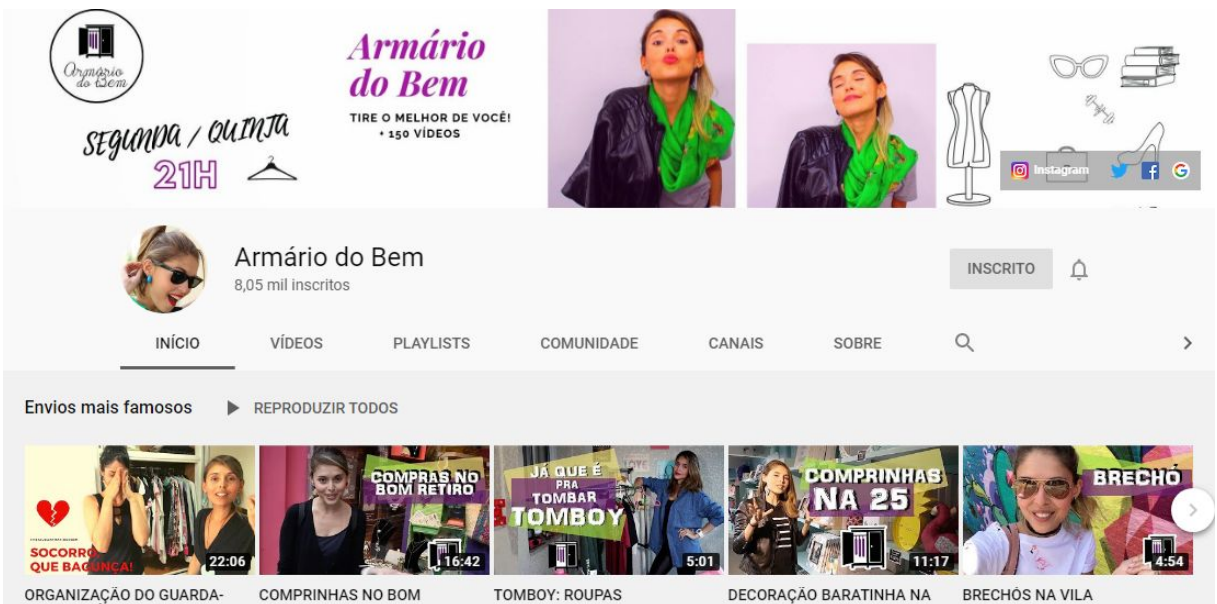 Armário
do Bem
SEGUNDA / QUINTA
21H
Armário
do Bem
TIRE O MELHOR DE VOCÊ!
+ 150 VÍDEOS
Instagram
Armário do Bem
8,05 mil inscritos
INSCRITO
INÍCIO VÍDEOS PLAYLISTS COMUNIDADE CANAIS SOBRE
Envios mais famosos REPRODUZIR TODOS
SOCORRO
QUE BAGUNÇA!
22:06
COMPRAS NO
BOM RETIRO
16:42
JÁ QUE É
PRA
TOMBAR
TOMBOY
5:01
COMPRINHAS
NA 25
11:17
BRECHÓ
4:54
ORGANIZAÇÃO DO GUARDA- COMPRINHAS NO BOM TOMBOY: ROUPAS DECORAÇÃO BARATINHA NA BRECHÓS NA VILA